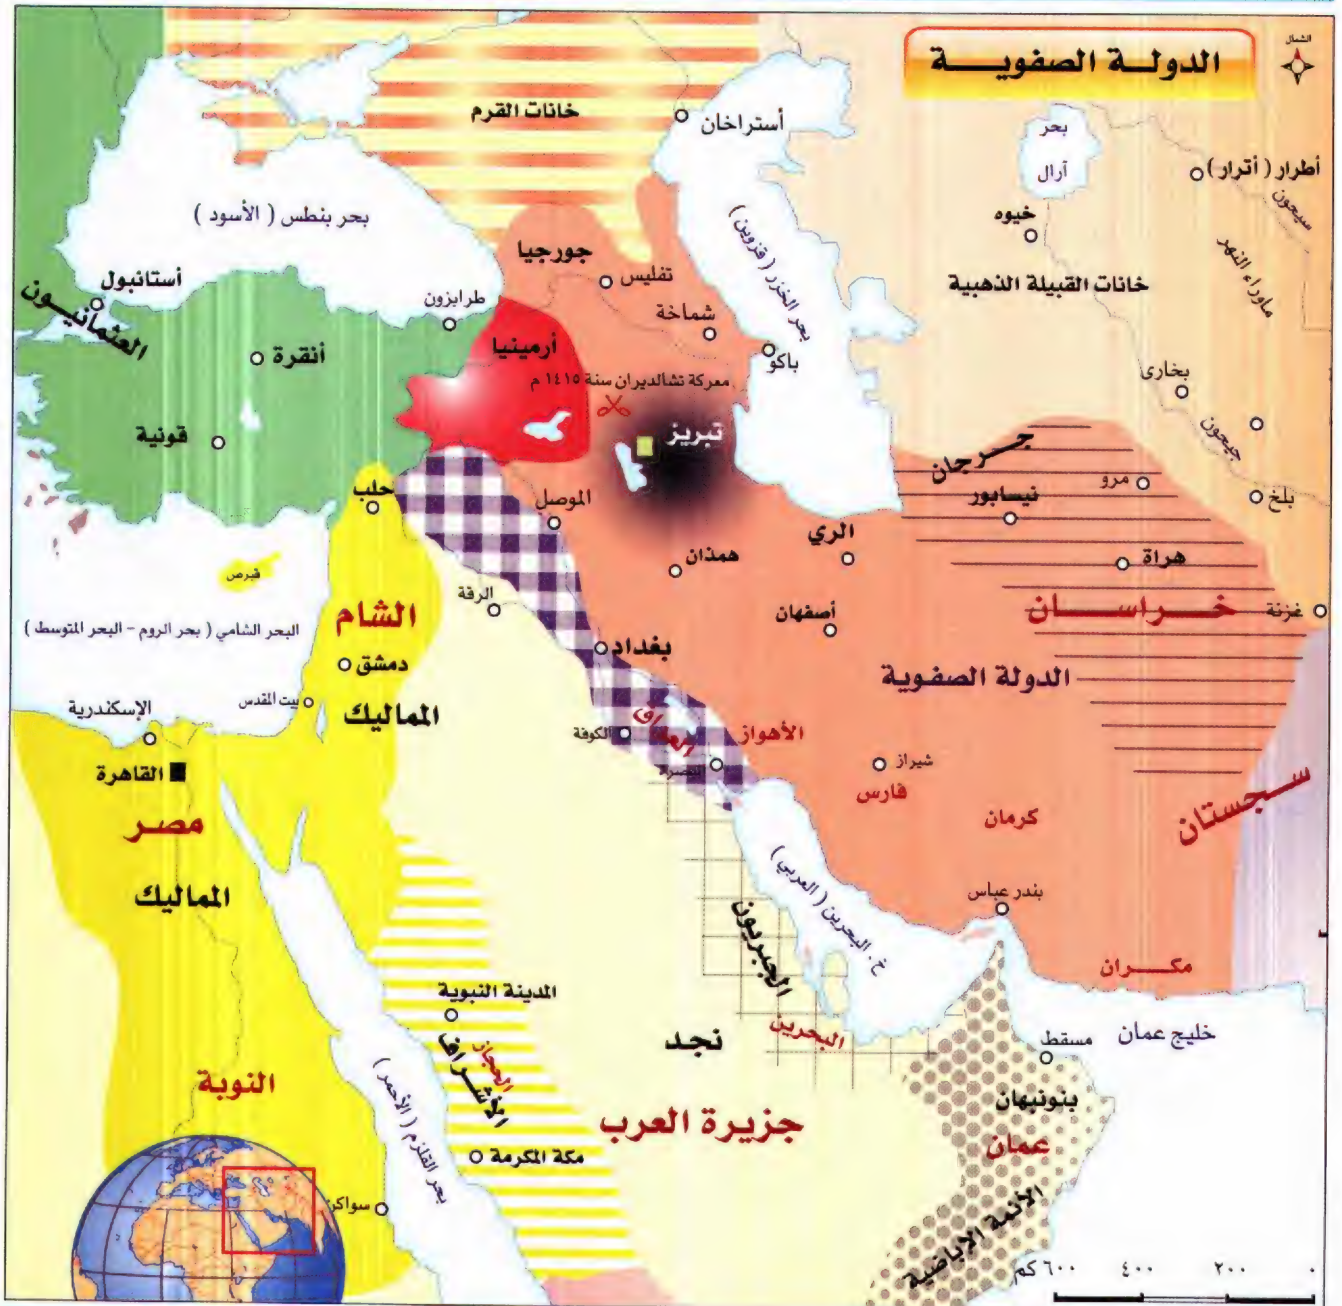 الدولة الصفوية
الشمال
خانات القرم
أستراخان
بحر
آرال
أطرار ( أترار )
سيحون
خيوه
ماوراء النهر
بحر بنطس ( الأسود )
بحر الخزر ( قزوين )
جورجيا
تفليس
خانات القبيلة الذهبية
أستانبول
العثمانيون
طرابزون
شماخة
أنقرة
أرمينيا
باكو
بخارى
معركة تشالديران سنة ١٤١٥ م
قونية
تبريز
جرجان
جيحون
حلب
الموصل
نيسابور
مرو
بلخ
الري
همذان
هراة
قبرص
الرقة
الشام
أصفهان
خراسان
غزنة
البحر الشامي ( بحر الروم - البحر المتوسط )
بغداد
دمشق
الدولة الصفوية
بيت المقدس
الإسكندرية
المماليك
العراق
الكوفة
الأهواز
البصرة
القاهرة
شيراز
فارس
سجستان
مصر
كرمان
المماليك
خ . البحرين ( العربي )
بندر عباس
الجبريون
مكران
المدينة النبوية
نجد
البحرين
خليج عمان
مسقط
الحجاز
الأشراف
النوبة
بحر القلزم ( الأحمر )
بنونبهان
جزيرة العرب
عمان
مكة المكرمة
سواكن
الأئمة الإباضية
٠ ٢٠٠ ٤٠٠ ٦٠٠ كم